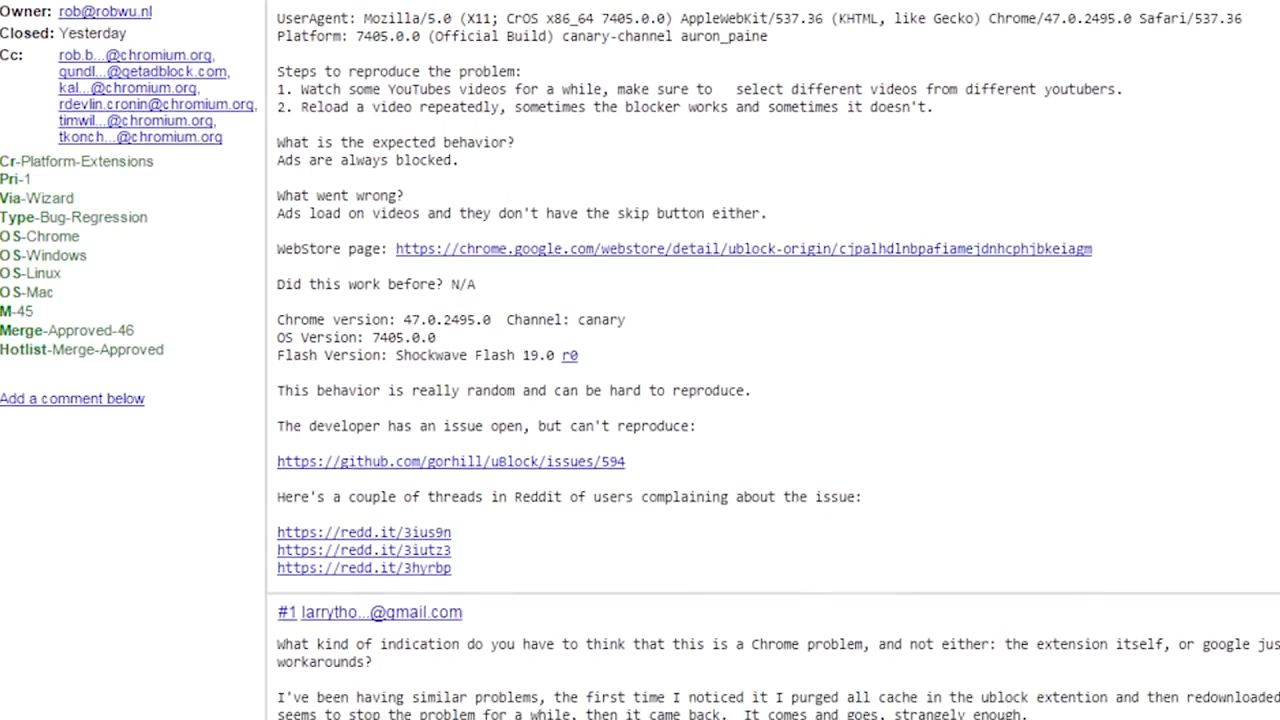 Owner: rob@robwu.nl
Closed: Yesterday
Cc: rob.b...@chromium.org,
gundl...@getadblock.com,
kal...@chromium.org,
rdevlin.cronin@chromium.org,
timwil...@chromium.org,
tkonch...@chromium.org
Cr-Platform-Extensions
Pri-1
Via-Wizard
Type-Bug-Regression
OS-Chrome
OS-Windows
OS-Linux
OS-Mac
M-45
Merge-Approved-46
Hotlist-Merge-Approved
Add a comment below
UserAgent: Mozilla/5.0 (X11; CrOS x86_64 7405.0.0) AppleWebKit/537.36 (KHTML, like Gecko) Chrome/47.0.2495.0 Safari/537.36
Platform: 7405.0.0 (Official Build) canary-channel auron_paine
Steps to reproduce the problem:
1. Watch some YouTubes videos for a while, make sure to select different videos from different youtubers.
2. Reload a video repeatedly, sometimes the blocker works and sometimes it doesn't.
What is the expected behavior?
Ads are always blocked.
What went wrong?
Ads load on videos and they don't have the skip button either.
WebStore page: https://chrome.google.com/webstore/detail/ublock-origin/cjpalhdlnbpafiamejdnhcphjbkeiagm
Did this work before? N/A
Chrome version: 47.0.2495.0 Channel: canary
OS Version: 7405.0.0
Flash Version: Shockwave Flash 19.0 r0
This behavior is really random and can be hard to reproduce.
The developer has an issue open, but can't reproduce:
https://github.com/gorhill/uBlock/issues/594
Here's a couple of threads in Reddit of users complaining about the issue:
https://redd.it/3ius9n
https://redd.it/3iutz3
https://redd.it/3hyrbp
#1 larrytho...@gmail.com
What kind of indication do you have to think that this is a Chrome problem, and not either: the extension itself, or google jus
workarounds?
I've been having similar problems, the first time I noticed it I purged all cache in the ublock extention and then redownloaded
seems to stop the problem for a while, then it came back. It comes and goes, strangely enough.